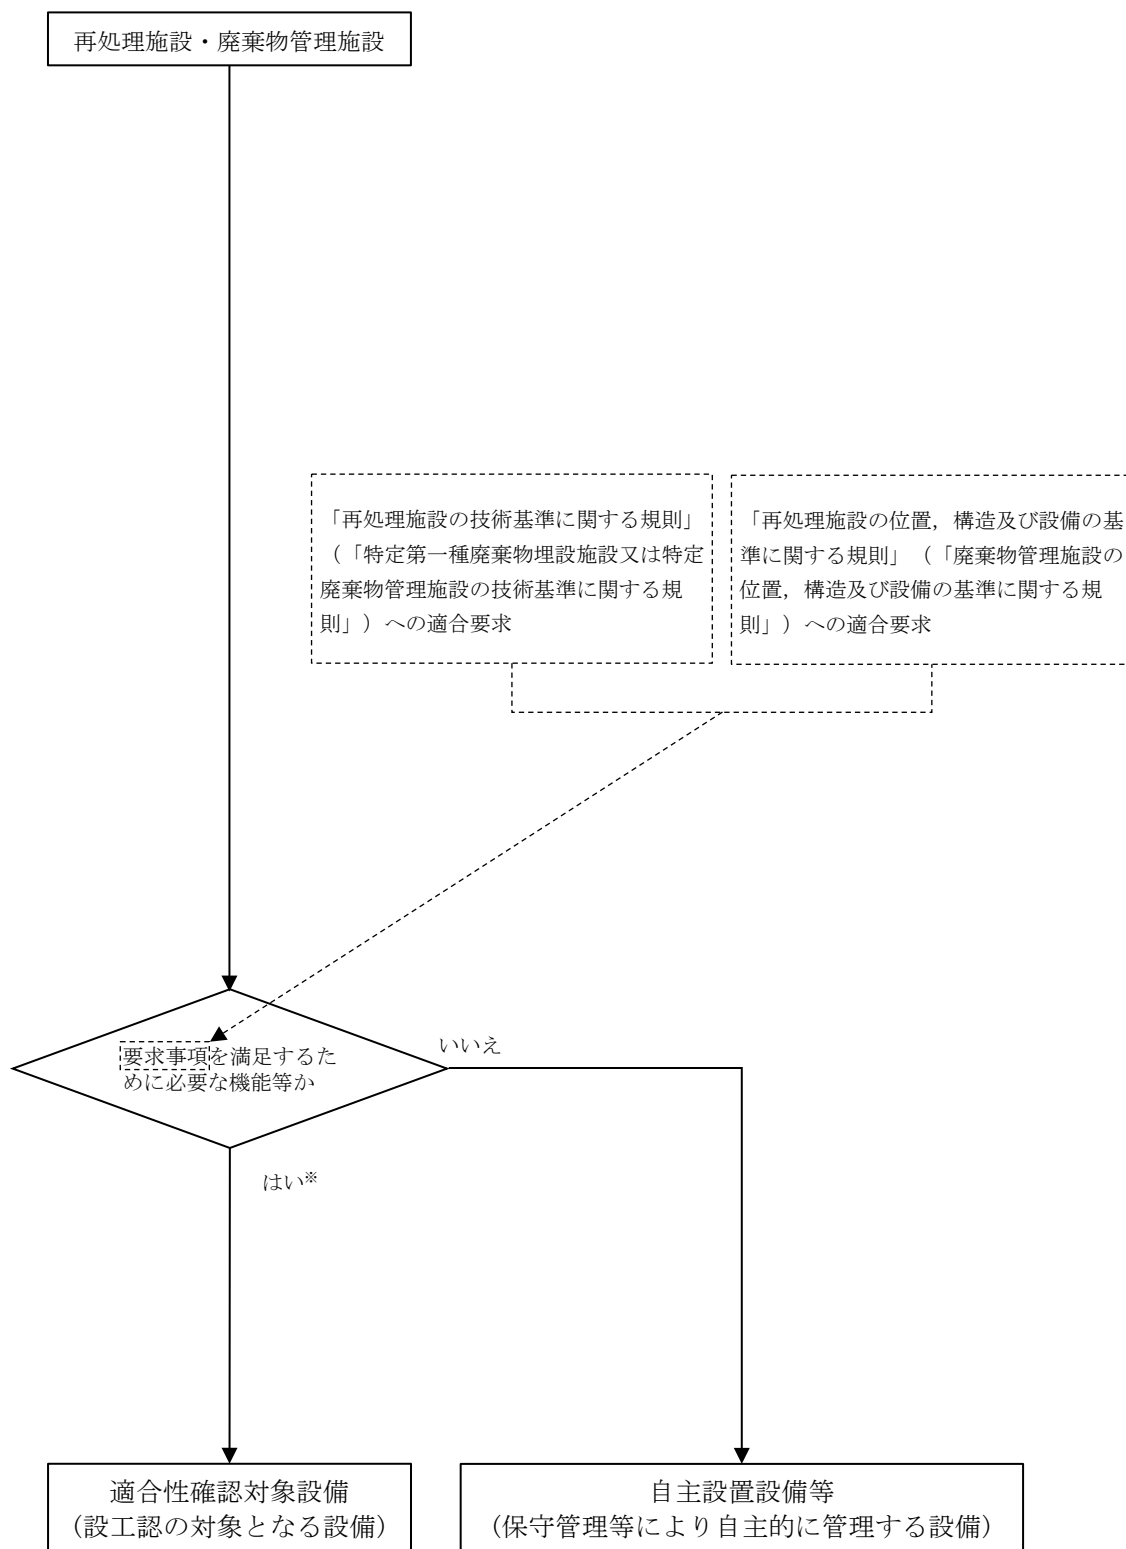 再処理施設・廃棄物管理施設
「再処理施設の技術基準に関する規則」
（「特定第一種廃棄物埋設施設又は特定
廃棄物管理施設の技術基準に関する規
則」）への適合要求
「再処理施設の位置，構造及び設備の基
準に関する規則」（「廃棄物管理施設の
位置，構造及び設備の基準に関する規
則」）への適合要求
要求事項を満足するた
めに必要な機能等か
いいえ
はい※
適合性確認対象設備
（設工認の対象となる設備）
自主設置設備等
（保守管理等により自主的に管理する設備）